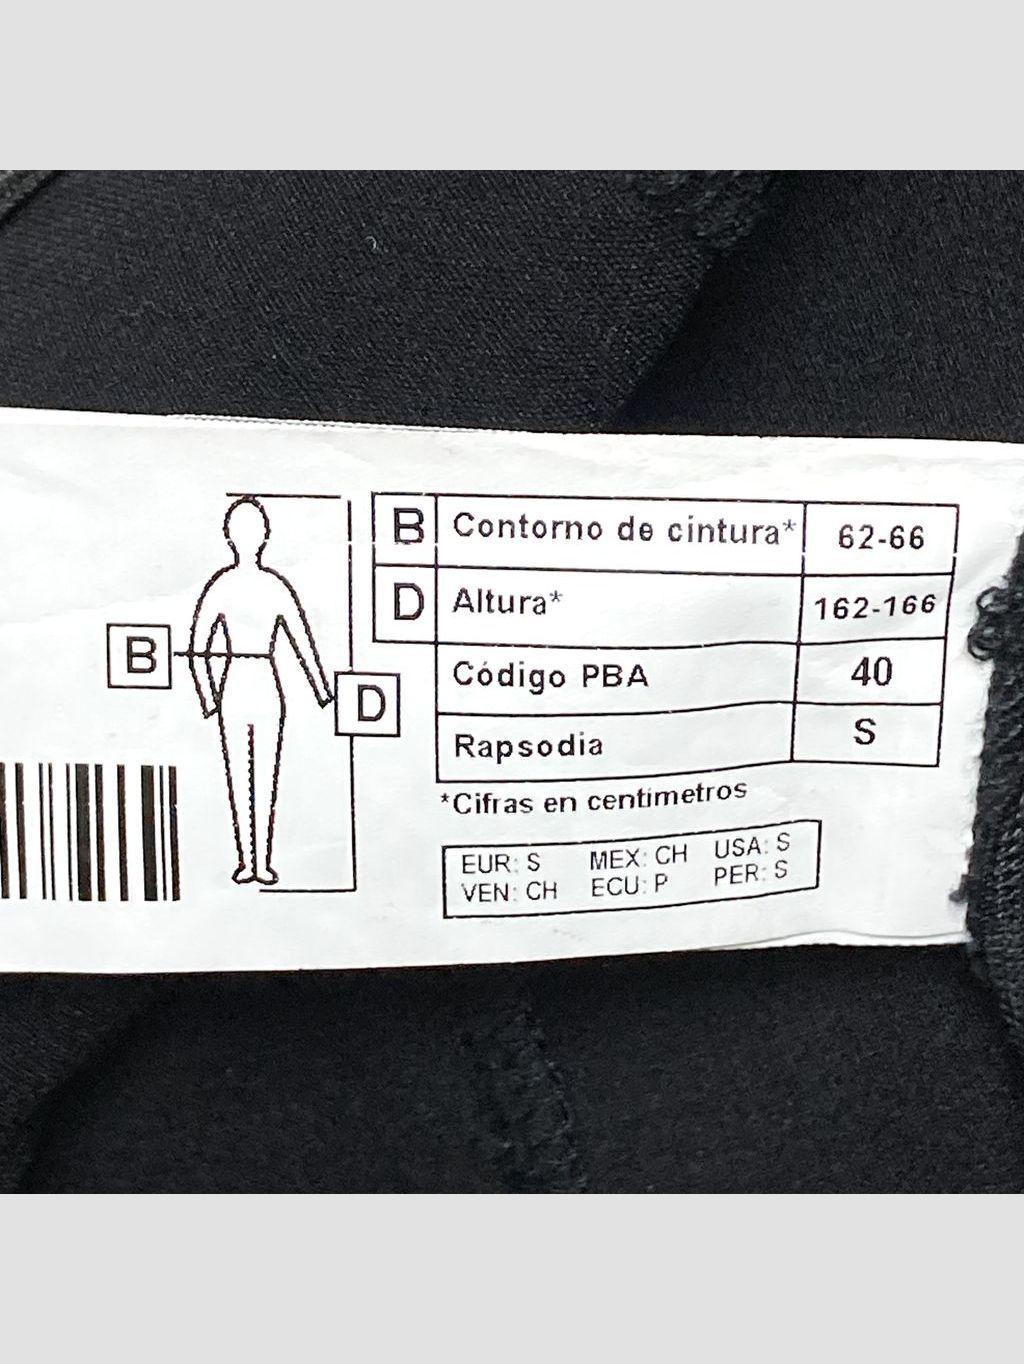 B Contorno de cintura* 62-66
D Altura* 162-166
Código PBA 40
Rapsodia S
*Cifras en centímetros
EUR: S MEX: CH USA: S
VEN: CH ECU: P PER: S
B
D